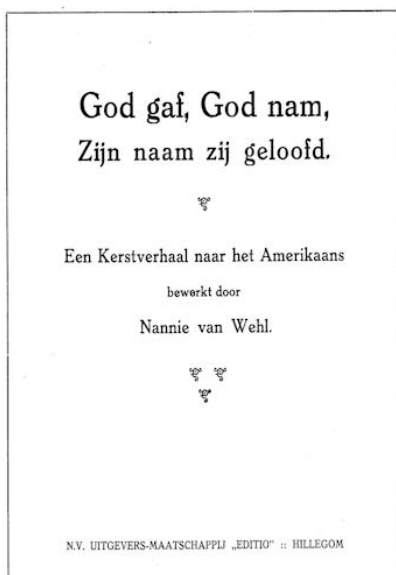 God gaf, God nam,
Zijn naam zij geloofd.
Een Kerstverhaal naar het Amerikaans
bewerkt door
Nannie van Wehl.
N.V. UITGEVERS-MAATSCHAPPIJ „EDITIO" :: HILLEGOM